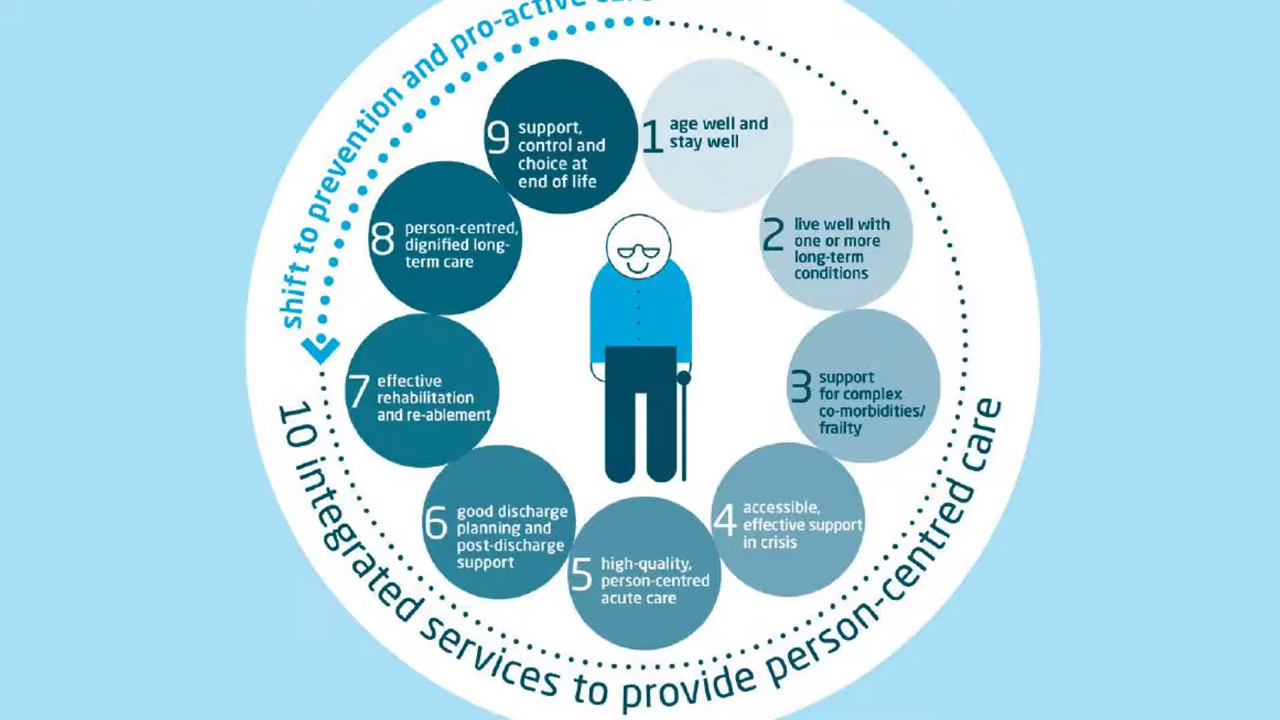 shift to prevention and pro-active care
1 age well and
stay well
2 live well with
one or more
long-term
conditions
3 support
for complex
co-morbidities/
frailty
4 accessible,
effective support
in crisis
5 high-quality,
person-centred
acute care
6 good discharge
planning and
post-discharge
support
7 effective
rehabilitation
and re-ablement
8 person-centred,
dignified long-
term care
9 support,
control and
choice at
end of life
10 integrated services to provide person-centred care